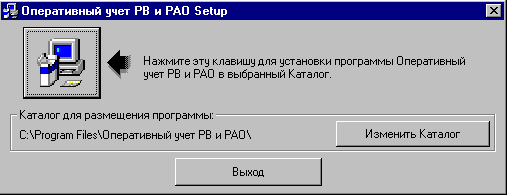 Оперативный учет РВ и РАО Setup
Нажмите эту клавишу для установки программы Оперативный
учет РВ и РАО в выбранный Каталог.
Каталог для размещения программы:
C:\Program Files\Оперативный учет РВ и РАО\
Изменить Каталог
Выход